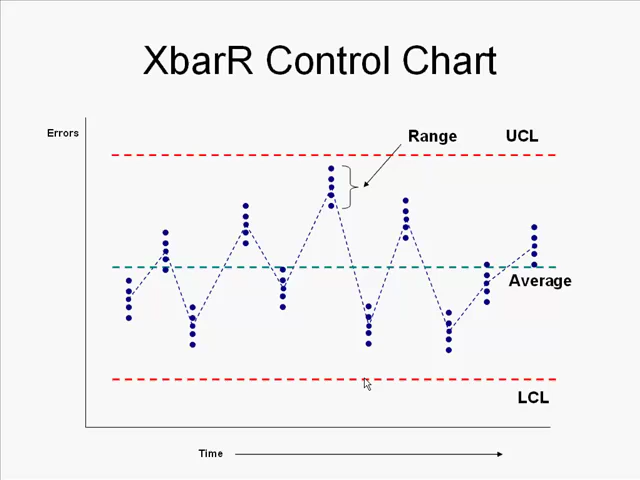 XbarR Control Chart
Errors
Range
UCL
Average
LCL
Time